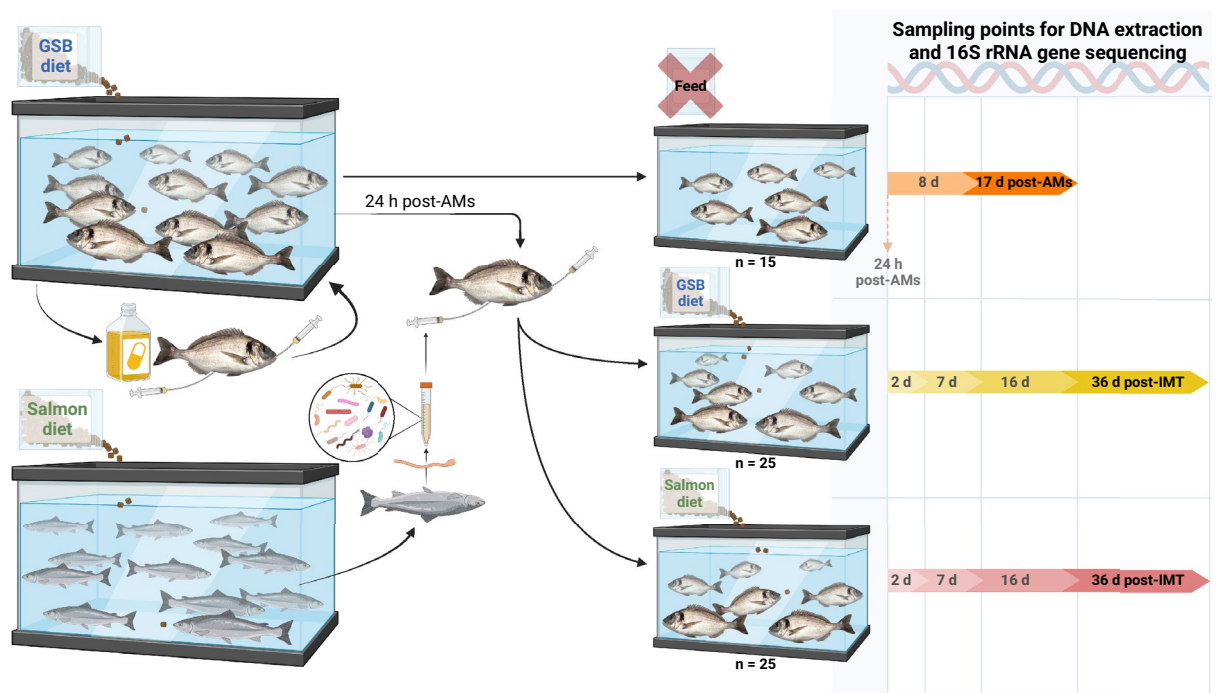 GSB
diet
Feed
Sampling points for DNA extraction
and 16S rRNA gene sequencing
8 d
17 d post-AMs
24 h post-AMs
n = 15
24 h
post-AMs
GSB
diet
2 d
7 d
16 d
36 d post-IMT
Salmon
diet
n = 25
Salmon
diet
2 d
7 d
16 d
36 d post-IMT
n = 25